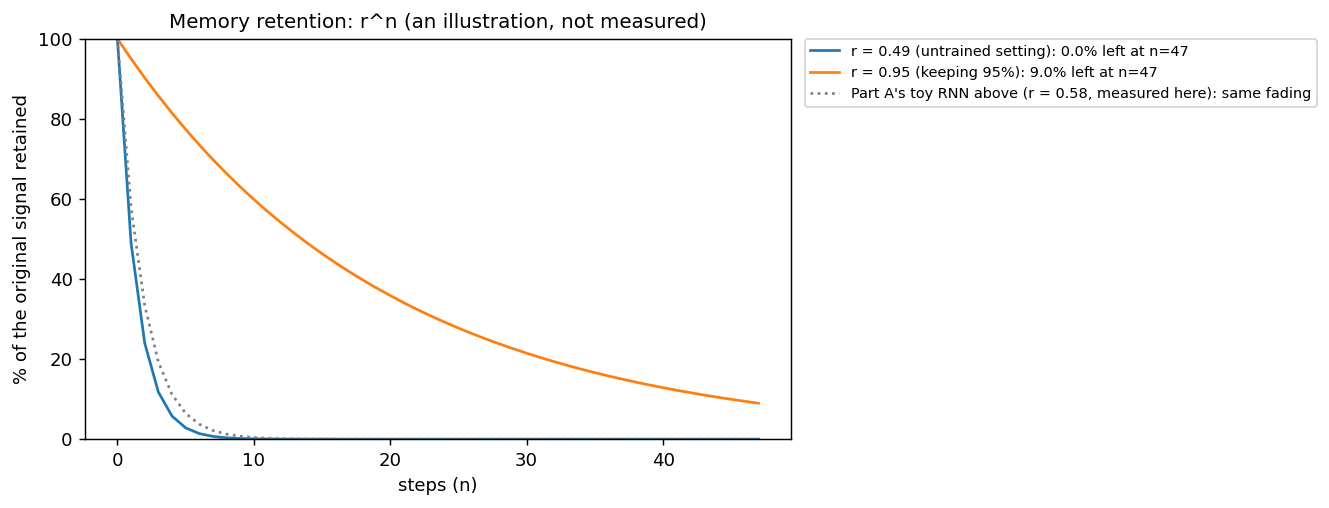 Memory retention: r^n (an illustration, not measured)
r = 0.49 (untrained setting): 0.0% left at n=47
r = 0.95 (keeping 95%): 9.0% left at n=47
Part A's toy RNN above (r = 0.58, measured here): same fading
% of the original signal retained
100
80
60
40
20
0
0 10 20 30 40
steps (n)